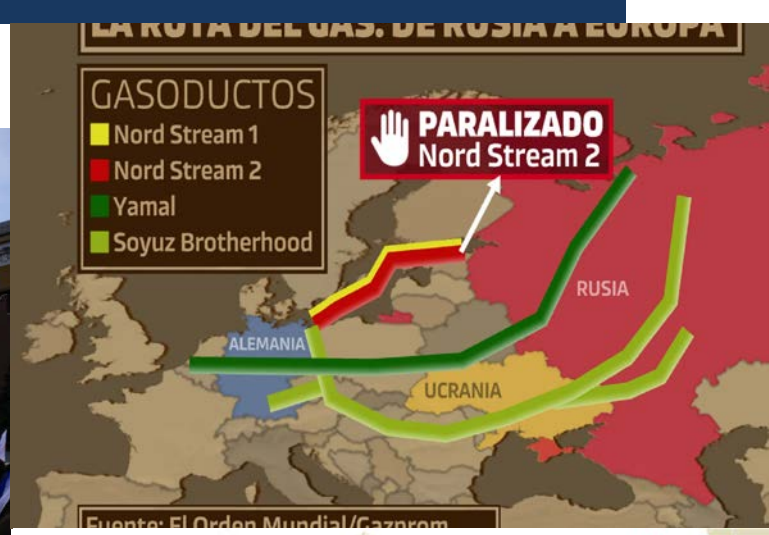 LA RUTA DEL GAS. DE RUSIA A EUROPA
GASODUCTOS
Nord Stream 1
Nord Stream 2
Yamal
Soyuz Brotherhood
PARALIZADO
Nord Stream 2
RUSIA
ALEMANIA
UCRANIA
Fuente: El Orden Mundial/Gazprom